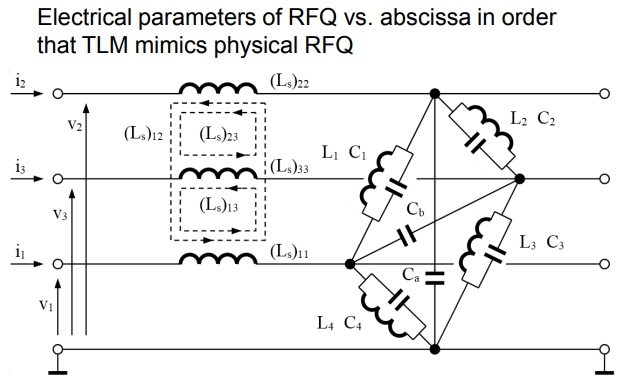 Electrical parameters of RFQ vs. abscissa in order
that TLM mimics physical RFQ
i₂
(Lₛ)₂₂
V₂
(Lₛ)₁₂
(Lₛ)₂₃
L₂ C₂
L₁ C₁
i₃
(Lₛ)₃₃
V₃
(Lₛ)₁₃
C_b
L₃ C₃
i₁
(Lₛ)₁₁
Cₐ
V₁
L₄ C₄